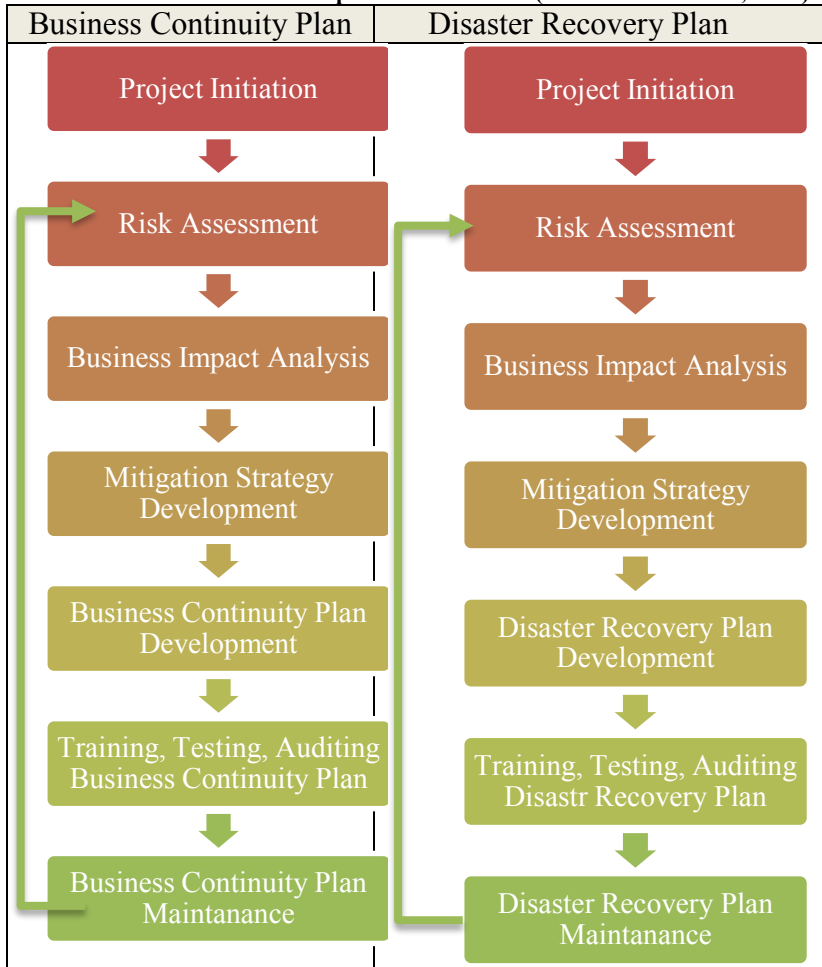 Business Continuity Plan
Disaster Recovery Plan
Project Initiation
Risk Assessment
Business Impact Analysis
Mitigation Strategy
Development
Business Continuity Plan
Development
Training, Testing, Auditing
Business Continuity Plan
Business Continuity Plan
Maintanance
Project Initiation
Risk Assessment
Business Impact Analysis
Mitigation Strategy
Development
Disaster Recovery Plan
Development
Training, Testing, Auditing
Disastr Recovery Plan
Disaster Recovery Plan
Maintanance